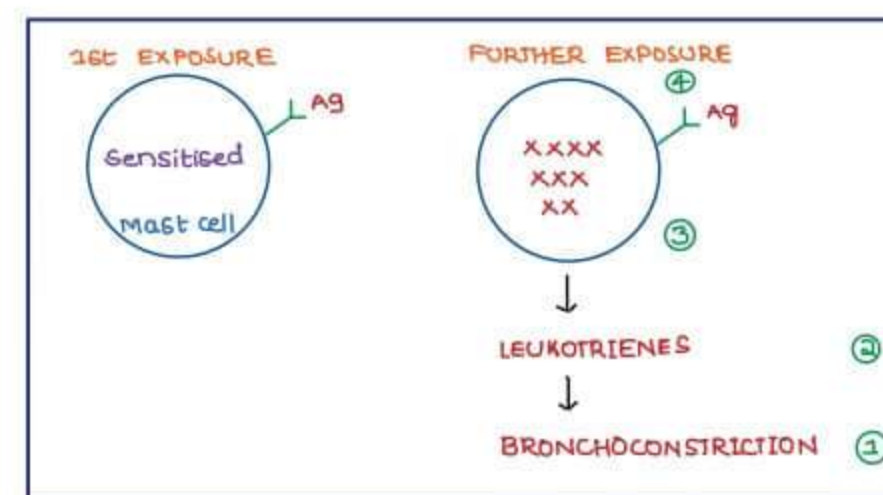 1st EXPOSURE
Ag
Sensitised
Mast cell
FURTHER EXPOSURE
4
Ag
xxxx
xxx
xx
3
LEUKOTRIENES
2
BRONCHOCONSTRICTION
1